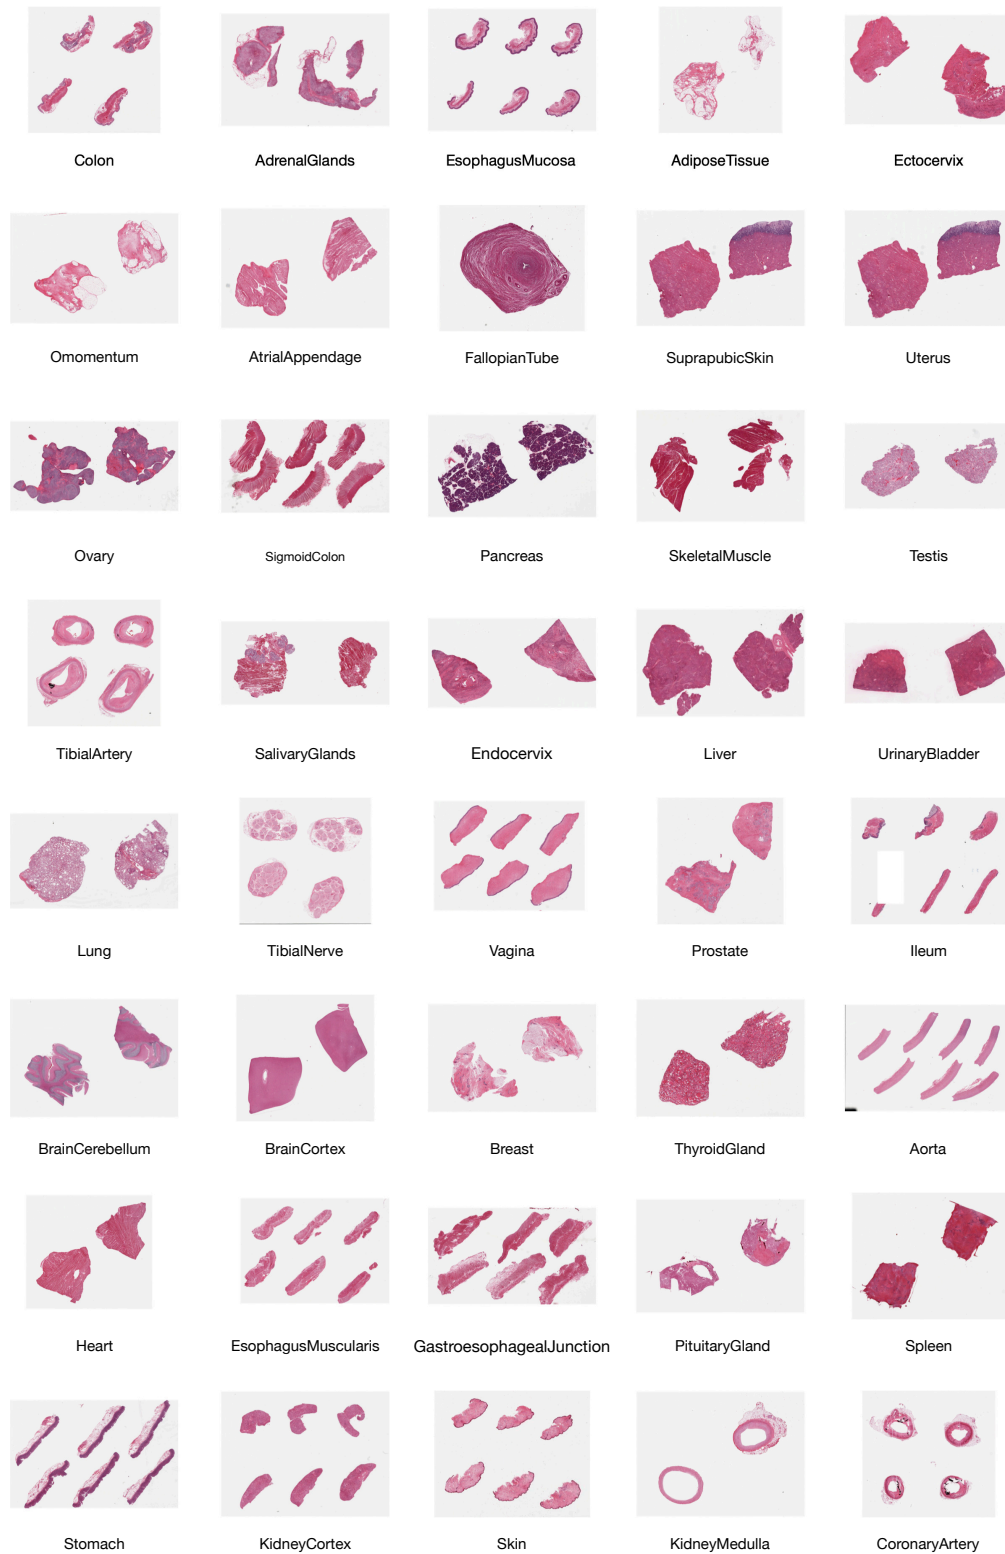 Colon AdrenalGlands EsophagusMucosa AdiposeTissue Ectocervix
Omomentum AtrialAppendage FallopianTube SuprapubicSkin Uterus
Ovary SigmoidColon Pancreas SkeletalMuscle Testis
TibialArtery SalivaryGlands Endocervix Liver UrinaryBladder
Lung TibialNerve Vagina Prostate Ileum
BrainCerebellum BrainCortex Breast ThyroidGland Aorta
Heart EsophagusMuscularis GastroesophagealJunction PituitaryGland Spleen
Stomach KidneyCortex Skin KidneyMedulla CoronaryArtery